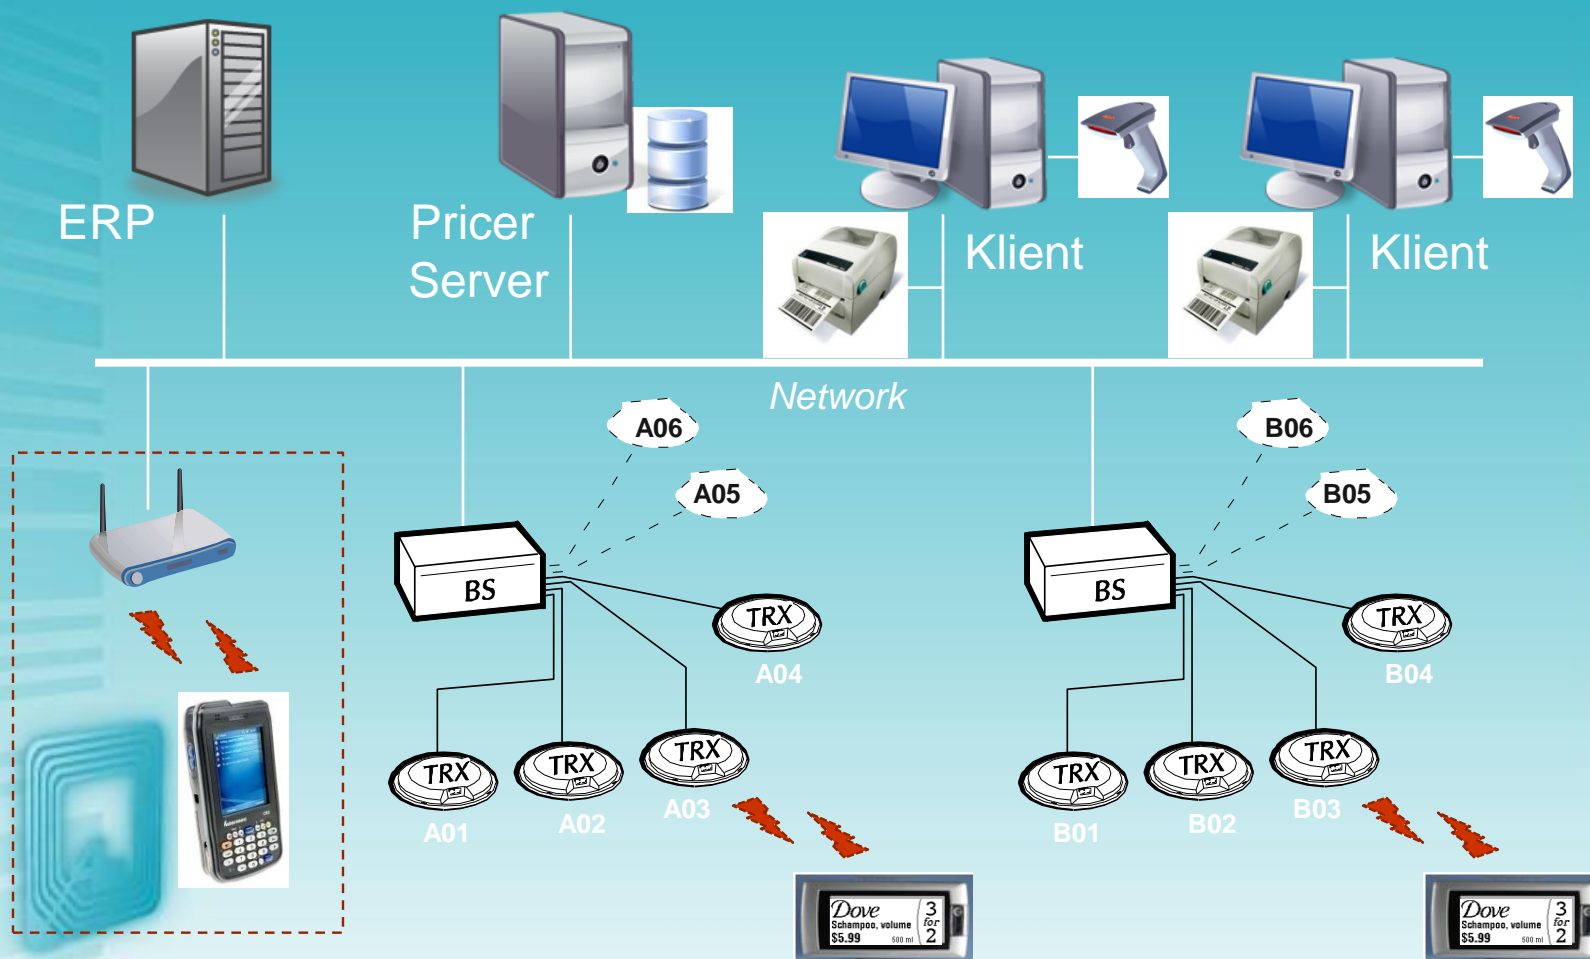 ERP
Pricer
Server
Klient
Klient
Network
A06
A05
B06
B05
BS
BS
TRX
A04
TRX
B04
TRX
A01
TRX
A02
TRX
A03
TRX
B01
TRX
B02
TRX
B03
Dove
Schampoo, volume
$5.99 500 ml
3
for
2
Dove
Schampoo, volume
$5.99 500 ml
3
for
2